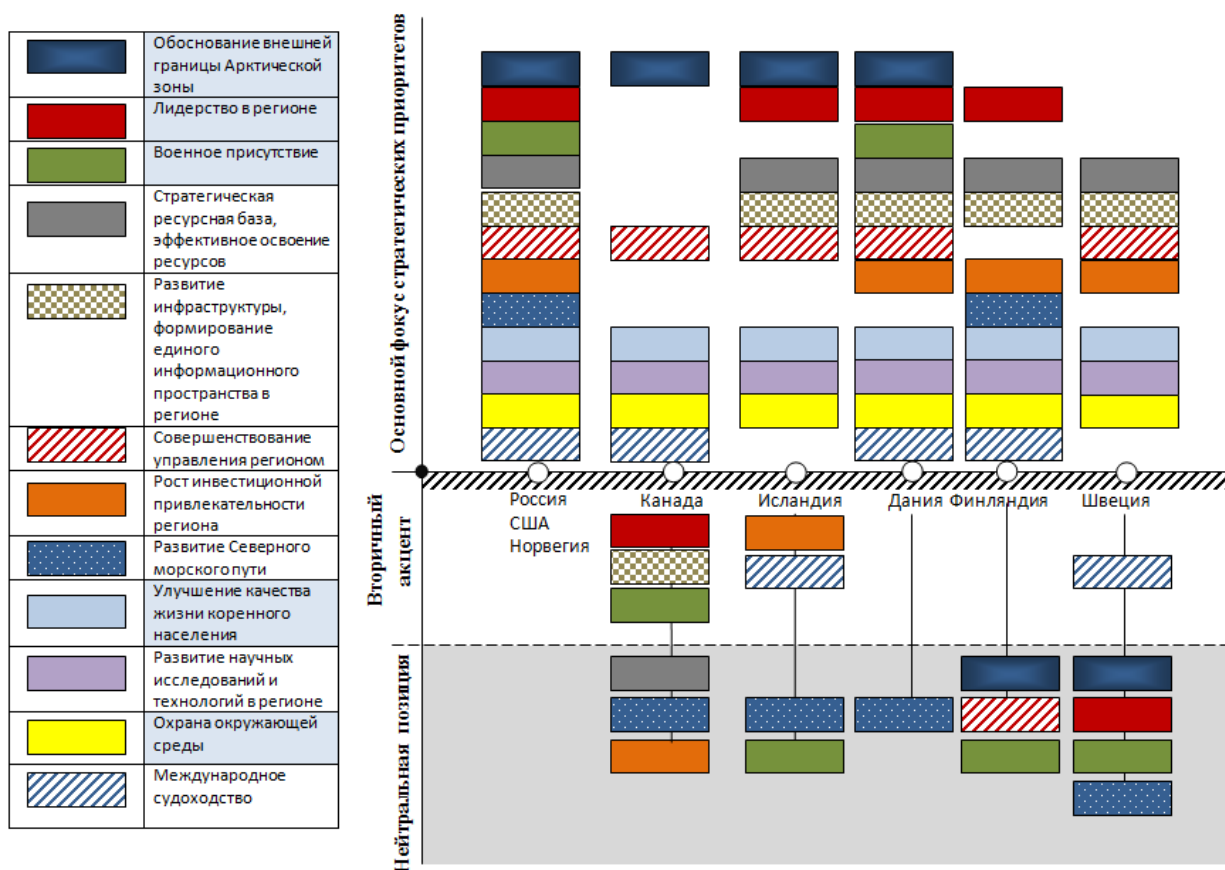 Обоснование внешней
границы Арктической
зоны
Лидерство в регионе
Военное присутствие
Стратегическая
ресурсная база,
эффективное освоение
ресурсов
Развитие
инфраструктуры,
формирование
единого
информационного
пространства в
регионе
Совершенствование
управления регионом
Рост инвестиционной
привлекательности
региона
Развитие Северного
морского пути
Улучшение качества
жизни коренного
населения
Развитие научных
исследований и
технологий в регионе
Охрана окружающей
среды
Международное
судоходство
Основной фокус стратегических приоритетов
Вторичный
акцент
Нейтральная позиция
Россия
США
Норвегия
Канада
Исландия
Дания
Финляндия
Швеция